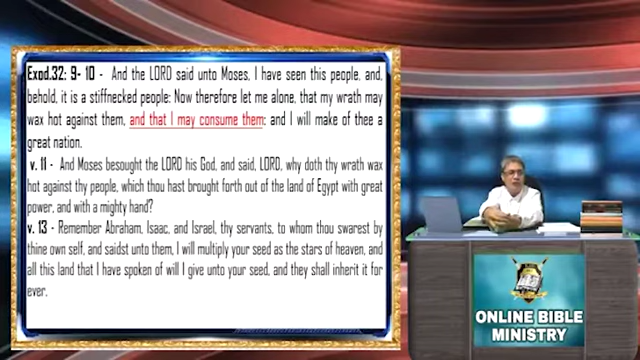 Exod.32: 9- 10 - And the LORD said unto Moses, I have seen this people, and,
behold, it is a stiffnecked people: Now therefore let me alone, that my wrath may
wax hot against them, and that I may consume them: and I will make of thee a
great nation.
v. 11 - And Moses besought the LORD his God, and said, LORD, why doth thy wrath wax
hot against thy people, which thou hast brought forth out of the land of Egypt with great
power, and with a mighty hand?
v. 13 - Remember Abraham, Isaac, and Israel, thy servants, to whom thou swarest by
thine own self, and saidst unto them, I will multiply your seed as the stars of heaven, and
all this land that I have spoken of will I give unto your seed, and they shall inherit it for
ever.
ONLINE BIBLE
MINISTRY